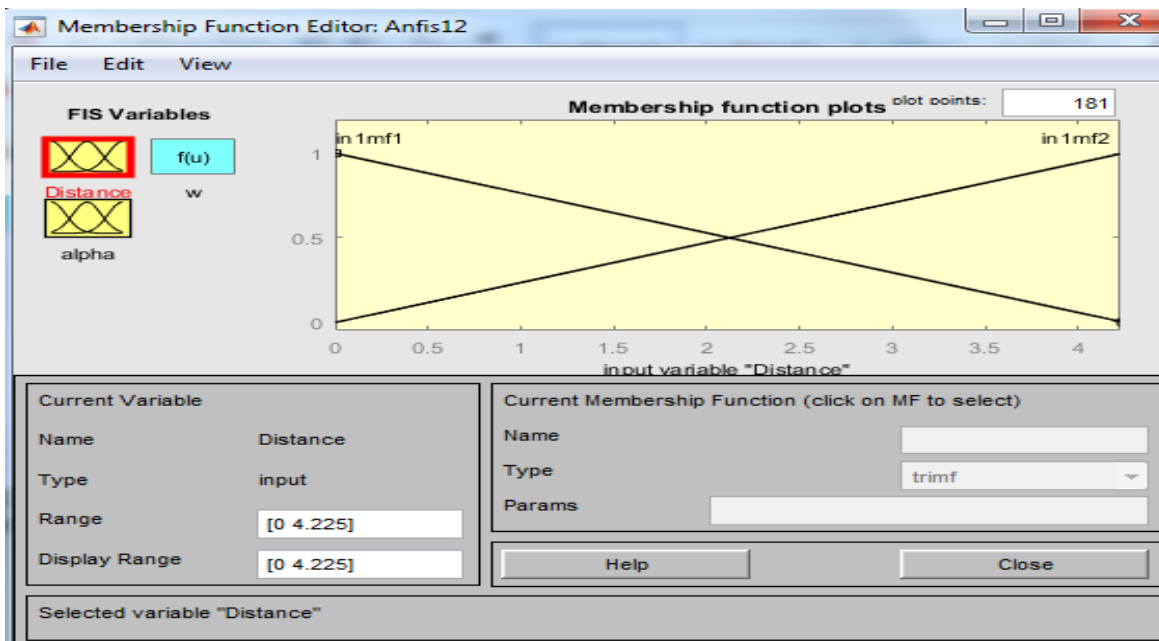 Membership Function Editor: Anfis12
File Edit View
FIS Variables
f(u)
Distance
w
alpha
Membership function plots
plot points:
181
in1mf1
in1mf2
1
0.5
0
0 0.5 1 1.5 2 2.5 3 3.5 4
input variable "Distance"
Current Variable
Name Distance
Type input
Range [0 4.225]
Display Range [0 4.225]
Current Membership Function (click on MF to select)
Name
Type trimf
Params
Help Close
Selected variable "Distance"